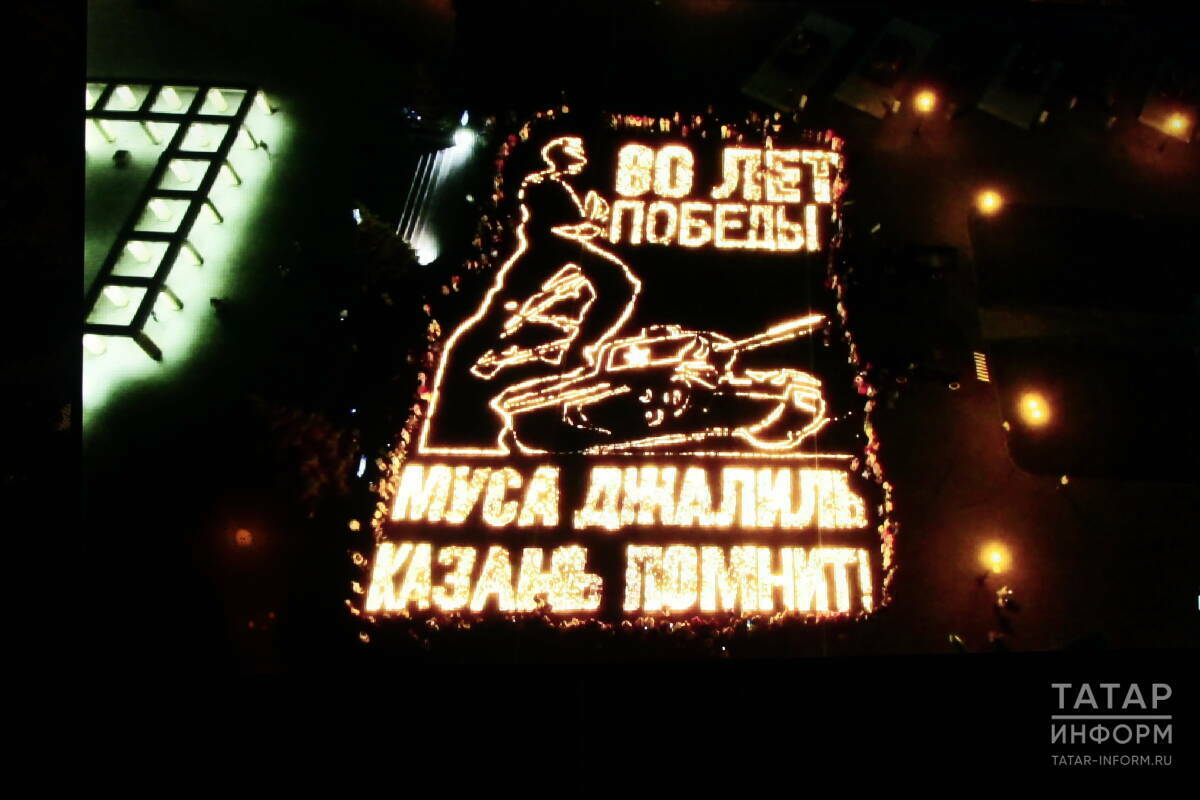 80 ЛЕТ
ПОБЕДЫ
МУСА ДЖАЛИЛЬ
КАЗАНЬ ПОМНИТ!
ТАТАР
ИНФОРМ
TATAR-INFORM.RU